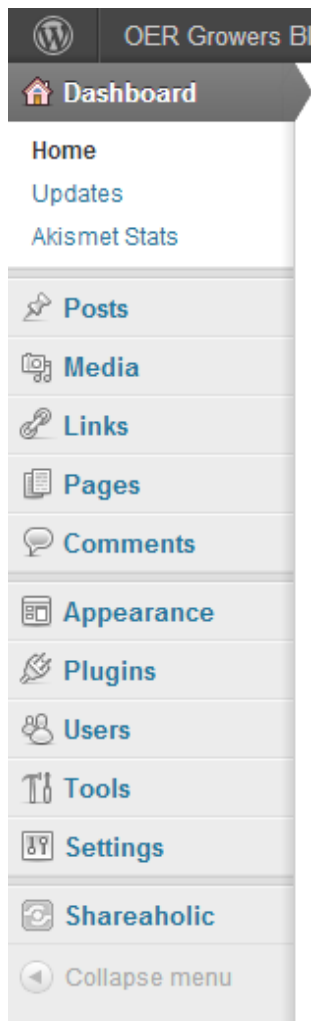 OER Growers Bl
Dashboard
Home
Updates
Akismet Stats
Posts
Media
Links
Pages
Comments
Appearance
Plugins
Users
Tools
Settings
Shareaholic
Collapse menu